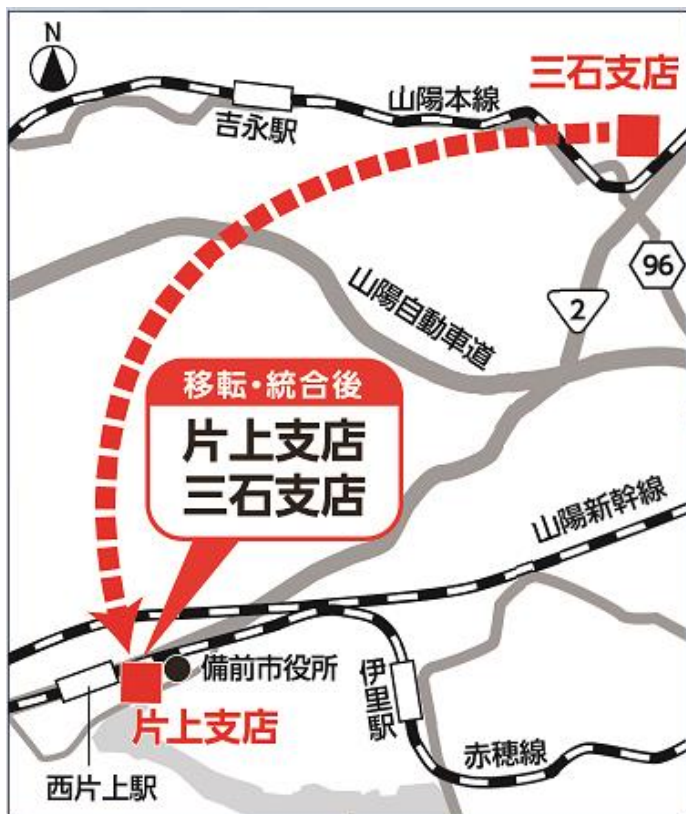 N
三石支店
山陽本線
吉永駅
96
2
山陽自動車道
移転・統合後
片上支店
三石支店
山陽新幹線
備前市役所
伊里駅
片上支店
赤穂線
西片上駅